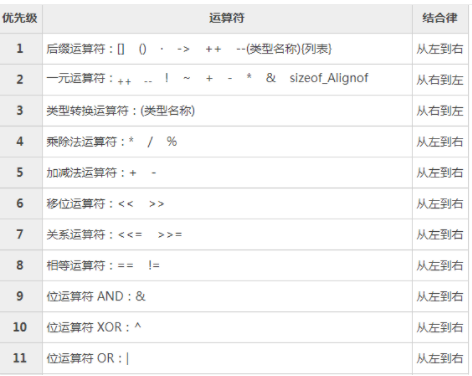 优先级 运算符 结合律
1 后缀运算符：[] () · -> ++ --(类型名称){列表} 从左到右
2 一元运算符：++ -- ! ~ + - * & sizeof_Alignof 从右到左
3 类型转换运算符：(类型名称) 从右到左
4 乘除法运算符：* / % 从左到右
5 加减法运算符：+ - 从左到右
6 移位运算符：<< >> 从左到右
7 关系运算符：<<= >>= 从左到右
8 相等运算符：== != 从左到右
9 位运算符 AND：& 从左到右
10 位运算符 XOR：^ 从左到右
11 位运算符 OR：| 从左到右